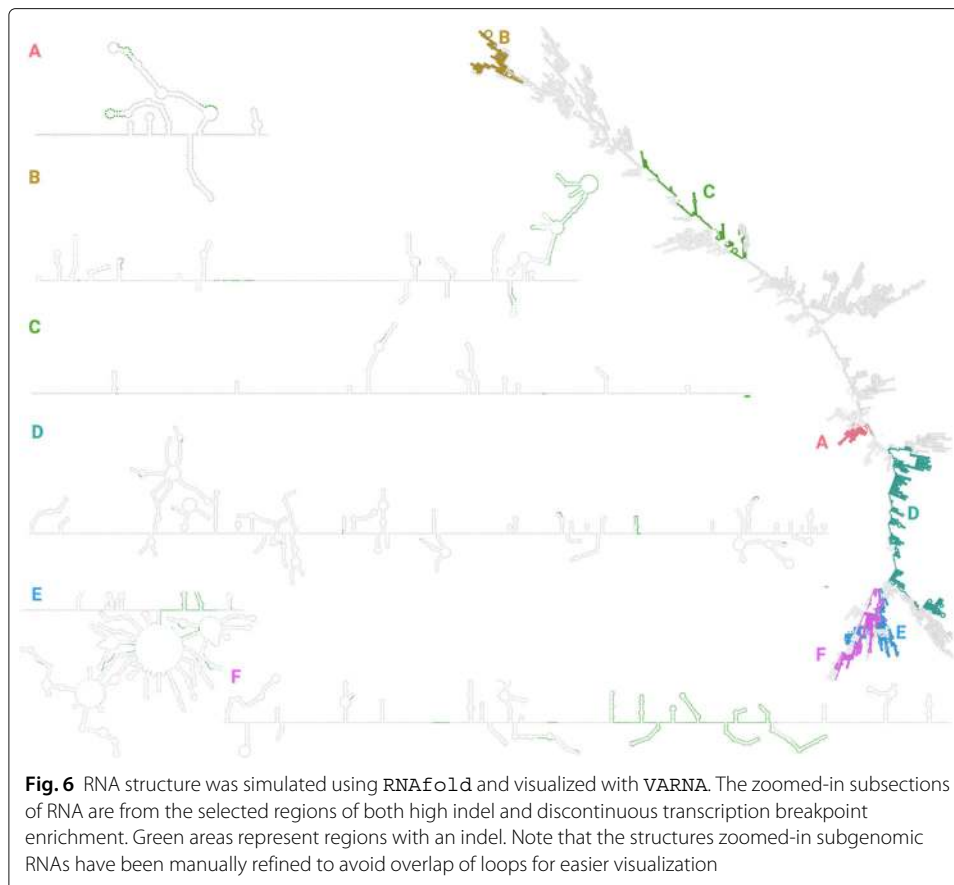 A
B
B
C
C
D
A
D
E
E
F
F
Fig. 6 RNA structure was simulated using RNAfold and visualized with VARNA. The zoomed-in subsections
of RNA are from the selected regions of both high indel and discontinuous transcription breakpoint
enrichment. Green areas represent regions with an indel. Note that the structures zoomed-in subgenomic
RNAs have been manually refined to avoid overlap of loops for easier visualization